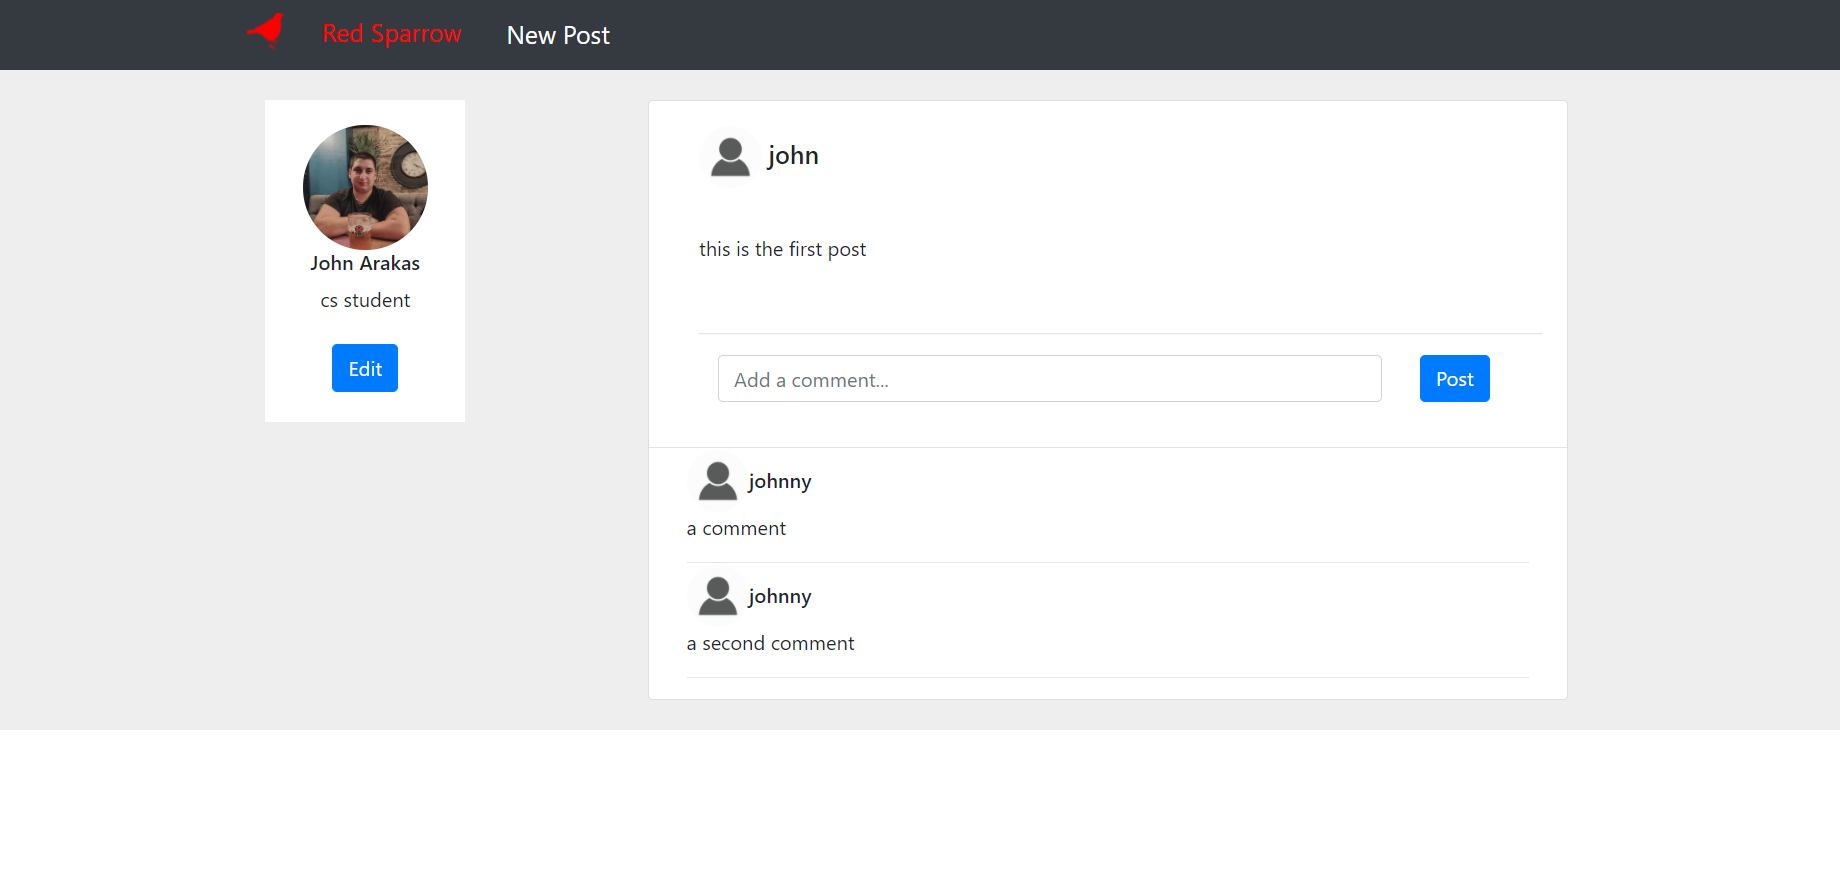 Red Sparrow
New Post
John Arakas
cs student
Edit
john
this is the first post
Add a comment...
Post
johnny
a comment
johnny
a second comment